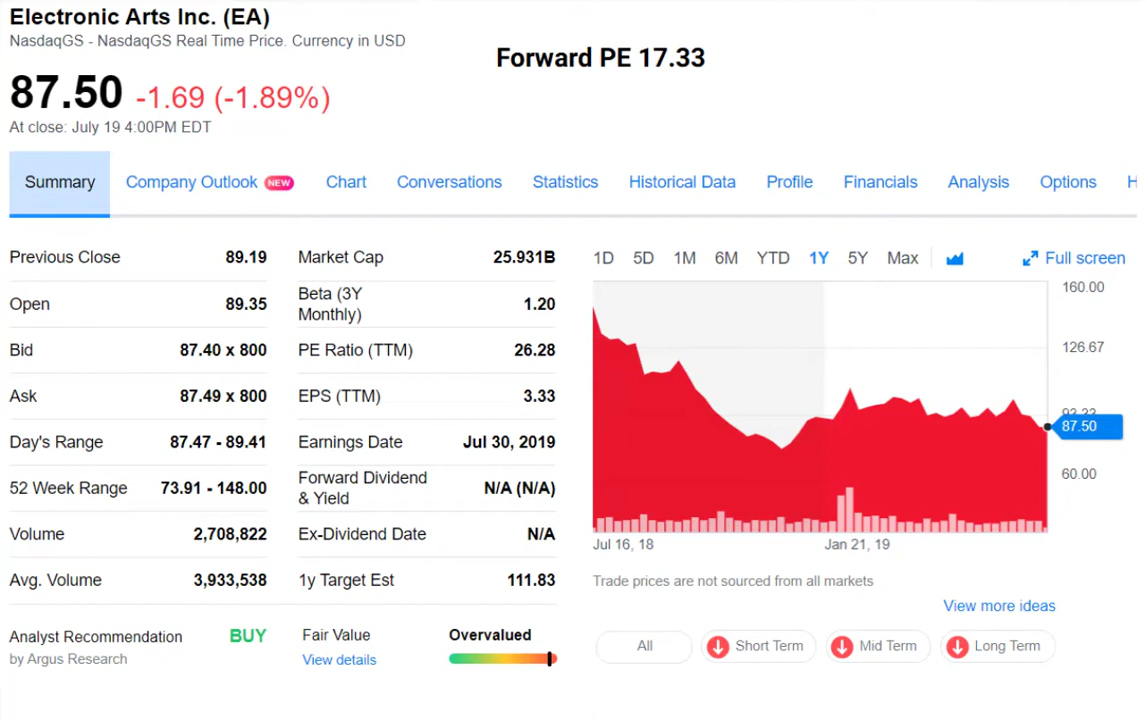 Electronic Arts Inc. (EA)
NasdaqGS - NasdaqGS Real Time Price. Currency in USD
Forward PE 17.33
87.50 -1.69 (-1.89%)
At close: July 19 4:00PM EDT
Summary Company Outlook NEW Chart Conversations Statistics Historical Data Profile Financials Analysis Options H
Previous Close 89.19
Open 89.35
Bid 87.40 x 800
Ask 87.49 x 800
Day's Range 87.47 - 89.41
52 Week Range 73.91 - 148.00
Volume 2,708,822
Avg. Volume 3,933,538
Market Cap 25.931B
Beta (3Y
Monthly) 1.20
PE Ratio (TTM) 26.28
EPS (TTM) 3.33
Earnings Date Jul 30, 2019
Forward Dividend
& Yield N/A (N/A)
Ex-Dividend Date N/A
1y Target Est 111.83
1D 5D 1M 6M YTD 1Y 5Y Max Full screen
160.00
126.67
87.50
60.00
Jul 16, 18 Jan 21, 19
Trade prices are not sourced from all markets
View more ideas
Analyst Recommendation BUY
by Argus Research
Fair Value Overvalued
View details
All Short Term Mid Term Long Term